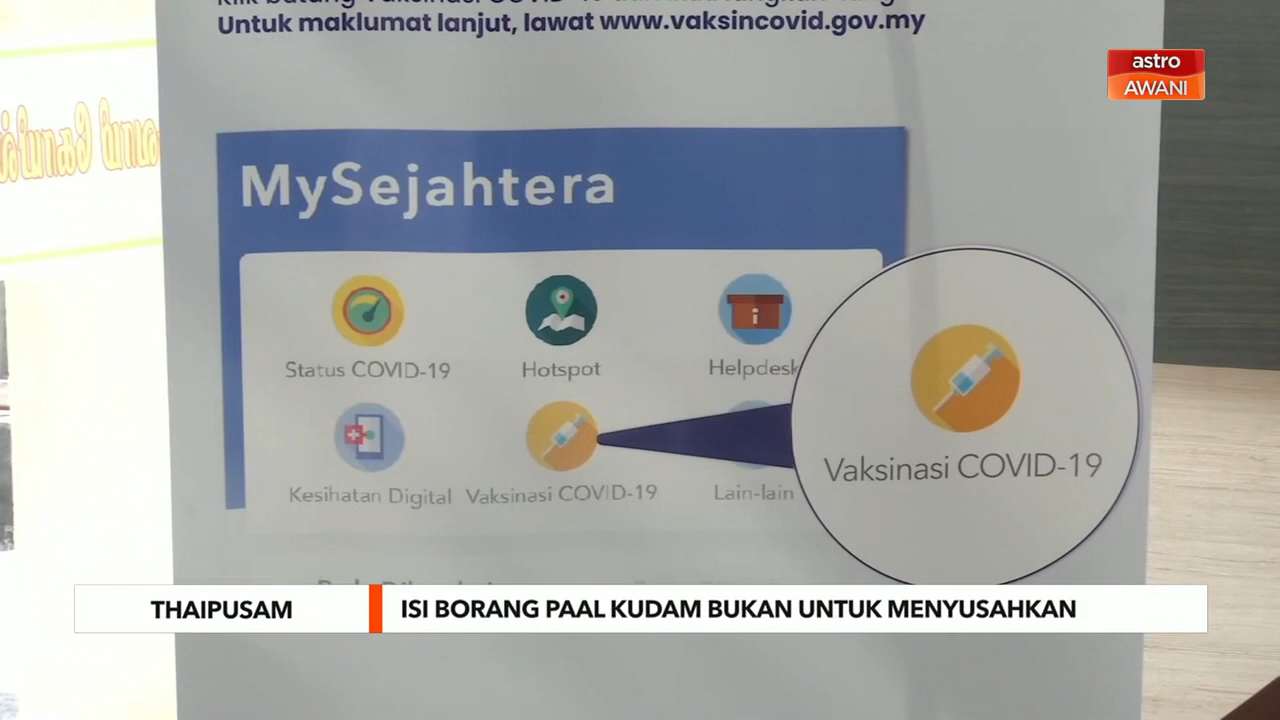 Untuk maklumat lanjut, lawat www.vaksincovid.gov.my
astro
AWANI
MySejahtera
Status COVID-19
Hotspot
Helpdesk
Kesihatan Digital
Vaksinasi COVID-19
Lain-lain
Vaksinasi COVID-19
THAIPUSAM
ISI BORANG PAAL KUDAM BUKAN UNTUK MENYUSAHKAN